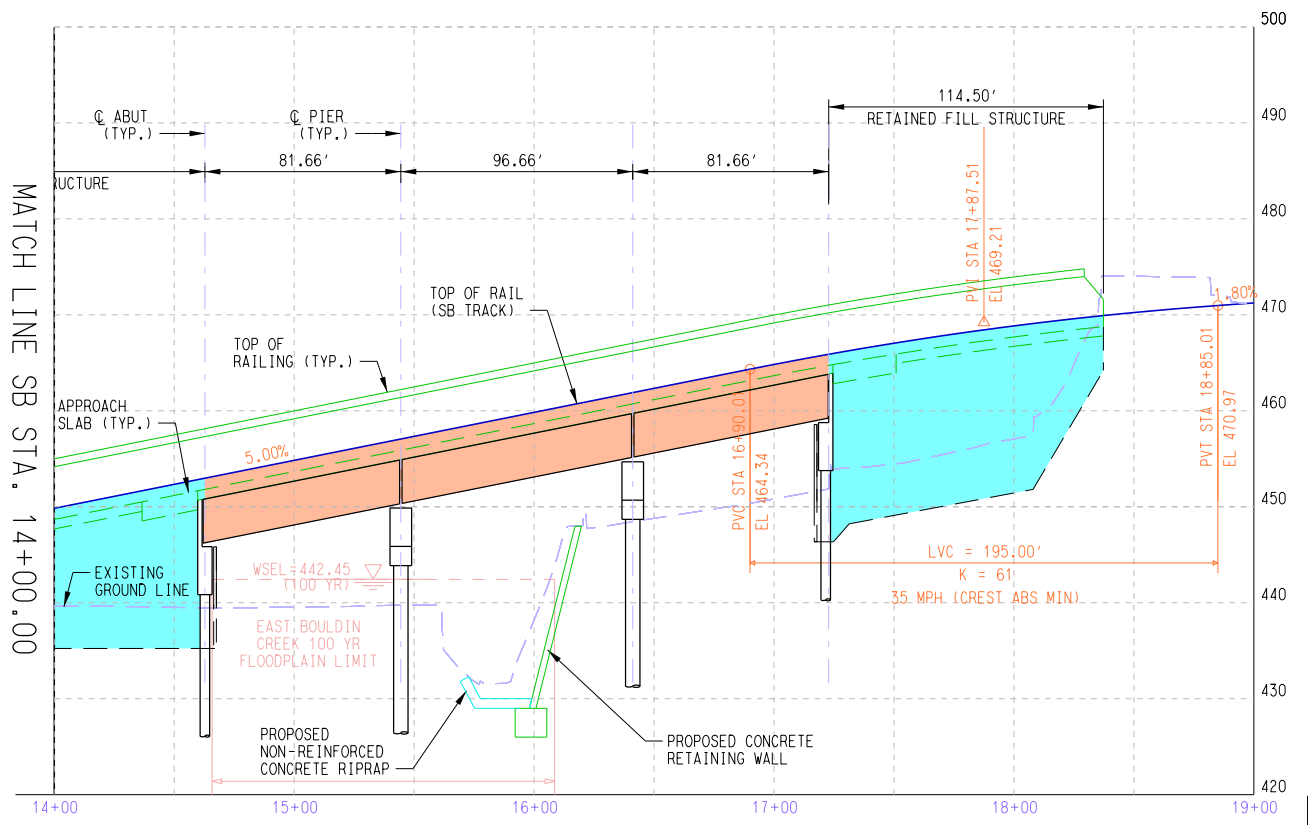 500
490
480
470
460
450
440
430
420
114.50'
RETAINED FILL STRUCTURE
℄ ABUT
(TYP.)
℄ PIER
(TYP.)
81.66'
96.66'
81.66'
RUCTURE
MATCH LINE SB STA. 14+00.00
PVI STA 17+87.51
EL 469.21
TOP OF RAIL
(SB TRACK)
1.80%
TOP OF
RAILING (TYP.)
APPROACH
SLAB (TYP.)
5.00%
PVC STA 16+90.01
EL 464.34
PVT STA 18+85.01
EL 470.97
LVC = 195.00'
K = 61
35 MPH (CREST ABS MIN)
EXISTING
GROUND LINE
WSEL=442.45
(100 YR)
EAST BOULDIN
CREEK 100 YR
FLOODPLAIN LIMIT
PROPOSED
NON-REINFORCED
CONCRETE RIPRAP
PROPOSED CONCRETE
RETAINING WALL
14+00
15+00
16+00
17+00
18+00
19+00